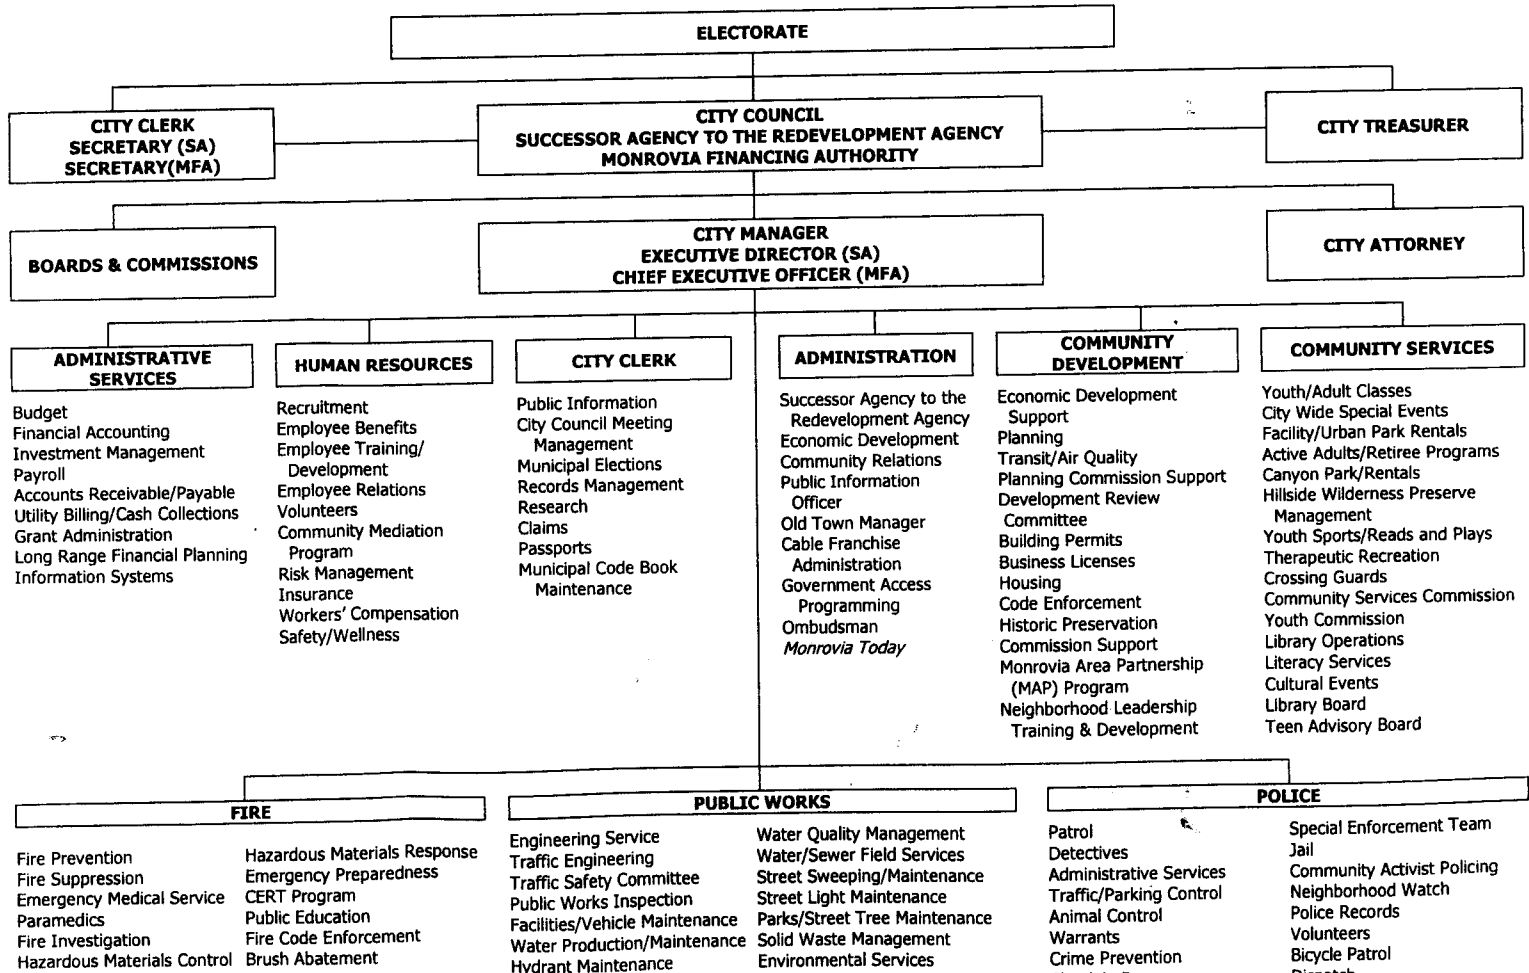 ELECTORATE
CITY CLERK
SECRETARY (SA)
SECRETARY(MFA)
CITY COUNCIL
SUCCESSOR AGENCY TO THE REDEVELOPMENT AGENCY
MONROVIA FINANCING AUTHORITY
CITY TREASURER
BOARDS & COMMISSIONS
CITY MANAGER
EXECUTIVE DIRECTOR (SA)
CHIEF EXECUTIVE OFFICER (MFA)
CITY ATTORNEY
ADMINISTRATIVE
SERVICES
Budget
Financial Accounting
Investment Management
Payroll
Accounts Receivable/Payable
Utility Billing/Cash Collections
Grant Administration
Long Range Financial Planning
Information Systems
HUMAN RESOURCES
Recruitment
Employee Benefits
Employee Training/
Development
Employee Relations
Volunteers
Community Mediation
Program
Risk Management
Insurance
Workers' Compensation
Safety/Wellness
CITY CLERK
Public Information
City Council Meeting
Management
Municipal Elections
Records Management
Research
Claims
Passports
Municipal Code Book
Maintenance
ADMINISTRATION
Successor Agency to the
Redevelopment Agency
Economic Development
Community Relations
Public Information
Officer
Old Town Manager
Cable Franchise
Administration
Government Access
Programming
Ombudsman
Monrovia Today
COMMUNITY
DEVELOPMENT
Economic Development
Support
Planning
Transit/Air Quality
Planning Commission Support
Development Review
Committee
Building Permits
Business Licenses
Housing
Code Enforcement
Historic Preservation
Commission Support
Monrovia Area Partnership
(MAP) Program
Neighborhood Leadership
Training & Development
COMMUNITY SERVICES
Youth/Adult Classes
City Wide Special Events
Facility/Urban Park Rentals
Active Adults/Retiree Programs
Canyon Park/Rentals
Hillside Wilderness Preserve
Management
Youth Sports/Reads and Plays
Therapeutic Recreation
Crossing Guards
Community Services Commission
Youth Commission
Library Operations
Literacy Services
Cultural Events
Library Board
Teen Advisory Board
FIRE
Fire Prevention
Fire Suppression
Emergency Medical Service
Paramedics
Fire Investigation
Hazardous Materials Control
Hazardous Materials Response
Emergency Preparedness
CERT Program
Public Education
Fire Code Enforcement
Brush Abatement
PUBLIC WORKS
Engineering Service
Traffic Engineering
Traffic Safety Committee
Public Works Inspection
Facilities/Vehicle Maintenance
Water Production/Maintenance
Hydrant Maintenance
Water Quality Management
Water/Sewer Field Services
Street Sweeping/Maintenance
Street Light Maintenance
Parks/Street Tree Maintenance
Solid Waste Management
Environmental Services
POLICE
Patrol
Detectives
Administrative Services
Traffic/Parking Control
Animal Control
Warrants
Crime Prevention
Special Enforcement Team
Jail
Community Activist Policing
Neighborhood Watch
Police Records
Volunteers
Bicycle Patrol
Dispatch